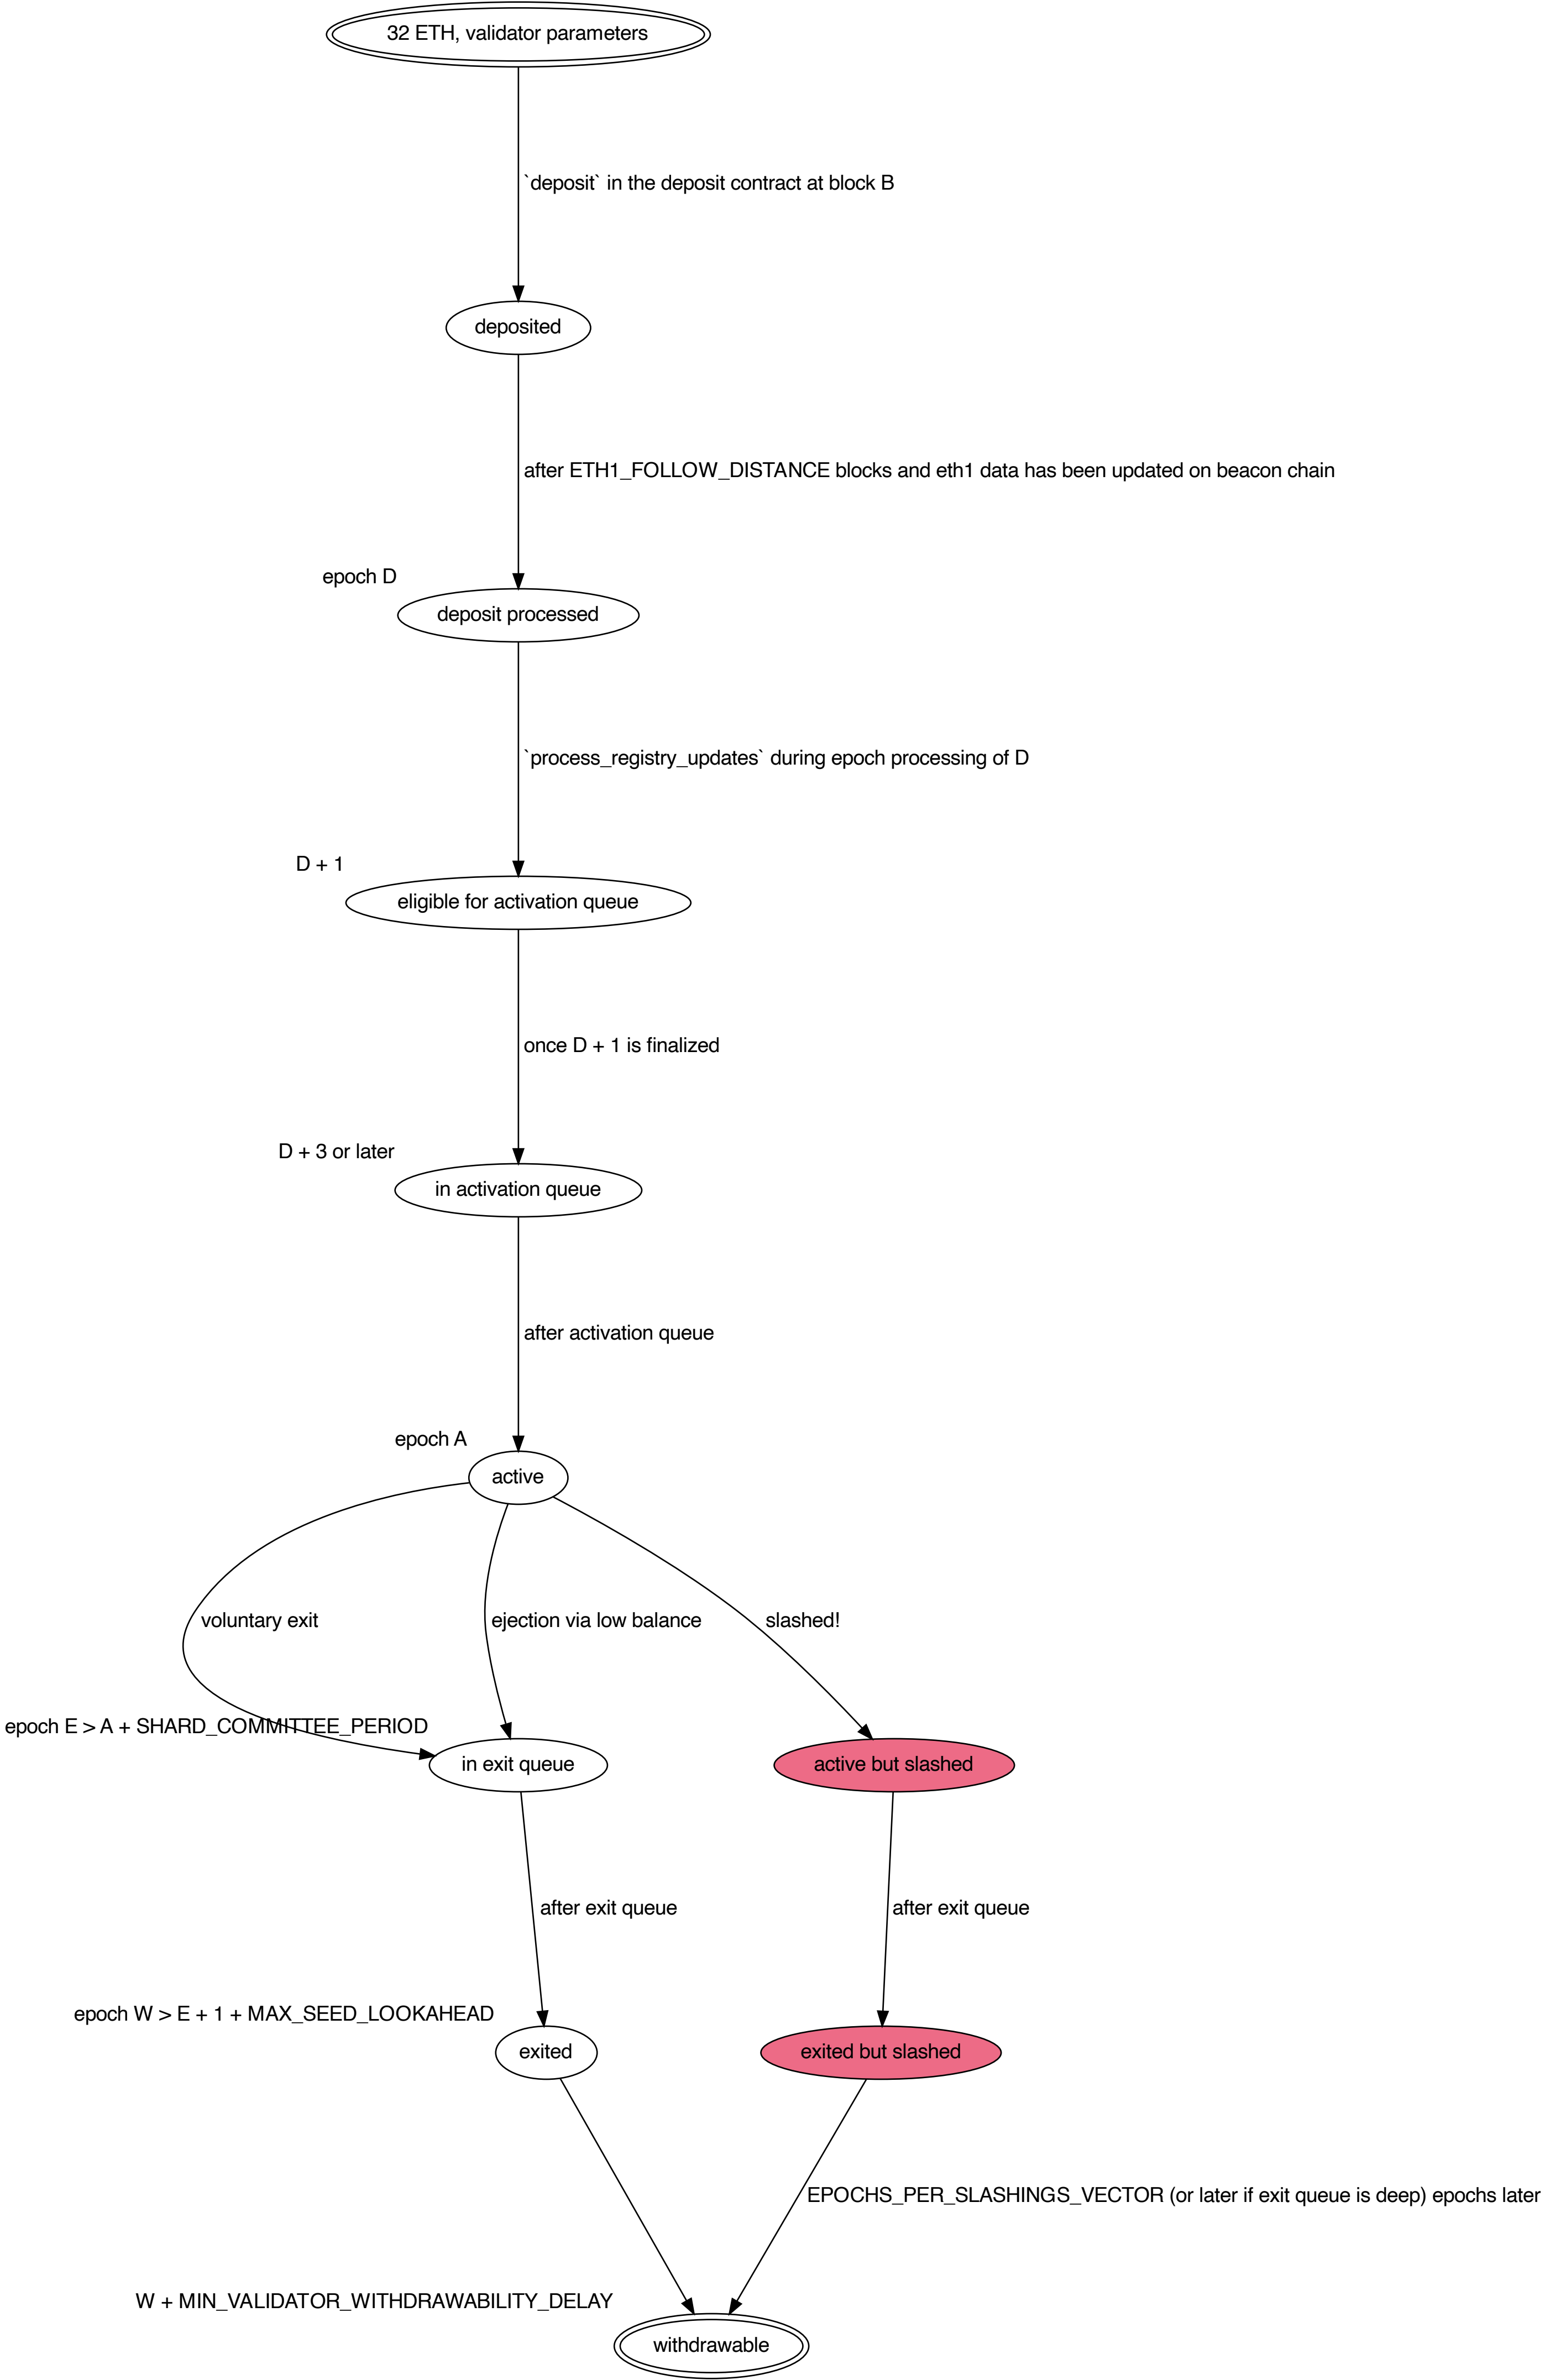 32 ETH, validator parameters
`deposit` in the deposit contract at block B
deposited
after ETH1_FOLLOW_DISTANCE blocks and eth1 data has been updated on beacon chain
epoch D
deposit processed
`process_registry_updates` during epoch processing of D
D + 1
eligible for activation queue
once D + 1 is finalized
D + 3 or later
in activation queue
after activation queue
epoch A
active
voluntary exit
ejection via low balance
slashed!
epoch E > A + SHARD_COMMITTEE_PERIOD
in exit queue
active but slashed
after exit queue
after exit queue
epoch W > E + 1 + MAX_SEED_LOOKAHEAD
exited
exited but slashed
EPOCHS_PER_SLASHINGS_VECTOR (or later if exit queue is deep) epochs later
W + MIN_VALIDATOR_WITHDRAWABILITY_DELAY
withdrawable